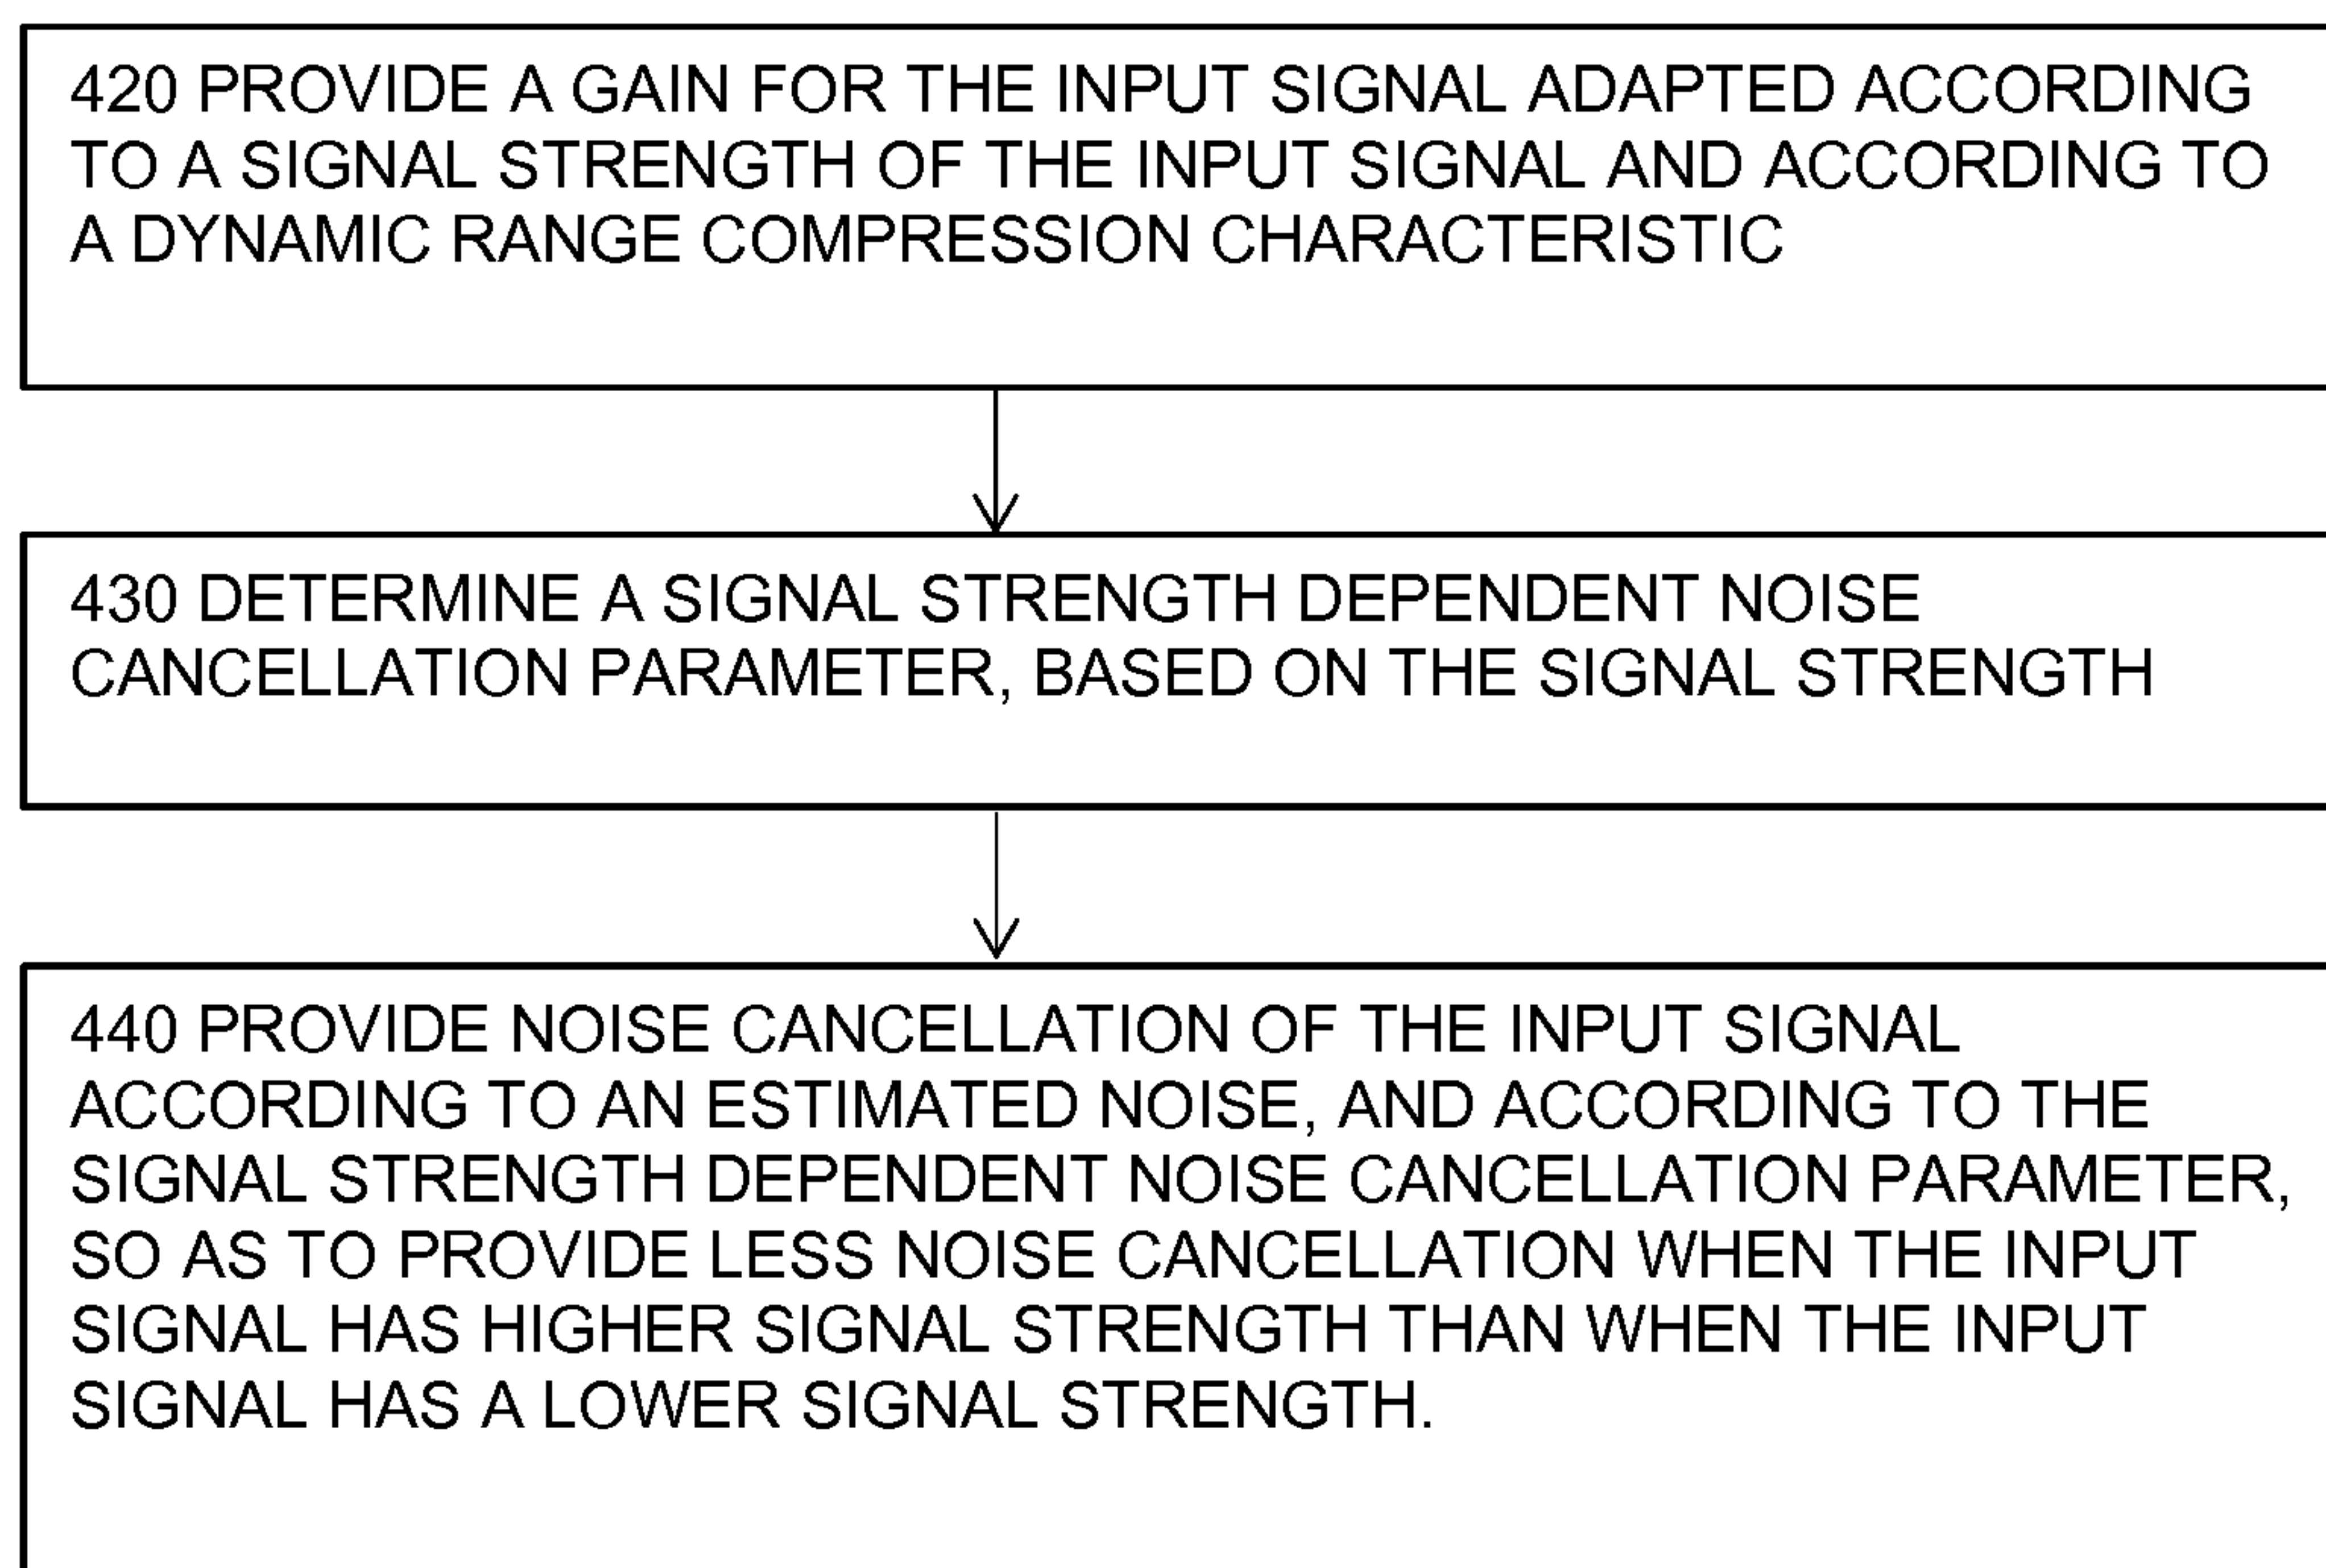 420 PROVIDE A GAIN FOR THE INPUT SIGNAL ADAPTED ACCORDING
TO A SIGNAL STRENGTH OF THE INPUT SIGNAL AND ACCORDING TO
A DYNAMIC RANGE COMPRESSION CHARACTERISTIC
430 DETERMINE A SIGNAL STRENGTH DEPENDENT NOISE
CANCELLATION PARAMETER, BASED ON THE SIGNAL STRENGTH
440 PROVIDE NOISE CANCELLATION OF THE INPUT SIGNAL
ACCORDING TO AN ESTIMATED NOISE, AND ACCORDING TO THE
SIGNAL STRENGTH DEPENDENT NOISE CANCELLATION PARAMETER,
SO AS TO PROVIDE LESS NOISE CANCELLATION WHEN THE INPUT
SIGNAL HAS HIGHER SIGNAL STRENGTH THAN WHEN THE INPUT
SIGNAL HAS A LOWER SIGNAL STRENGTH.